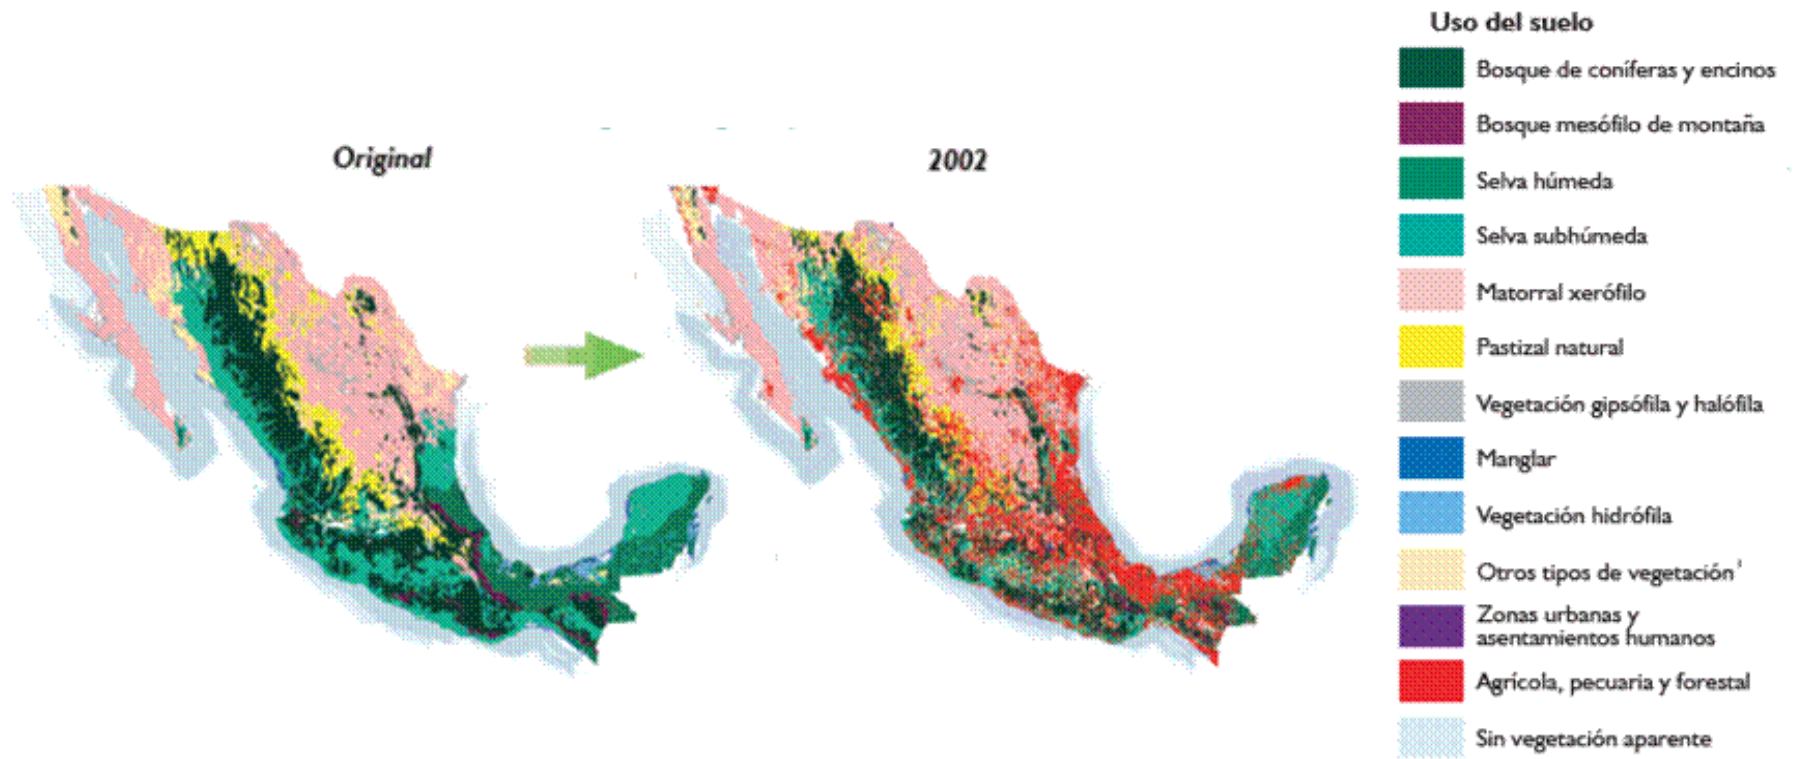 Uso del suelo
Bosque de coníferas y encinos
Bosque mesófilo de montaña
Original
2002
Selva húmeda
Selva subhúmeda
Matorral xerófilo
Pastizal natural
Vegetación gipsófila y halófila
Manglar
Vegetación hidrófila
Otros tipos de vegetación¹
Zonas urbanas y
asentamientos humanos
Agrícola, pecuaria y forestal
Sin vegetación aparente